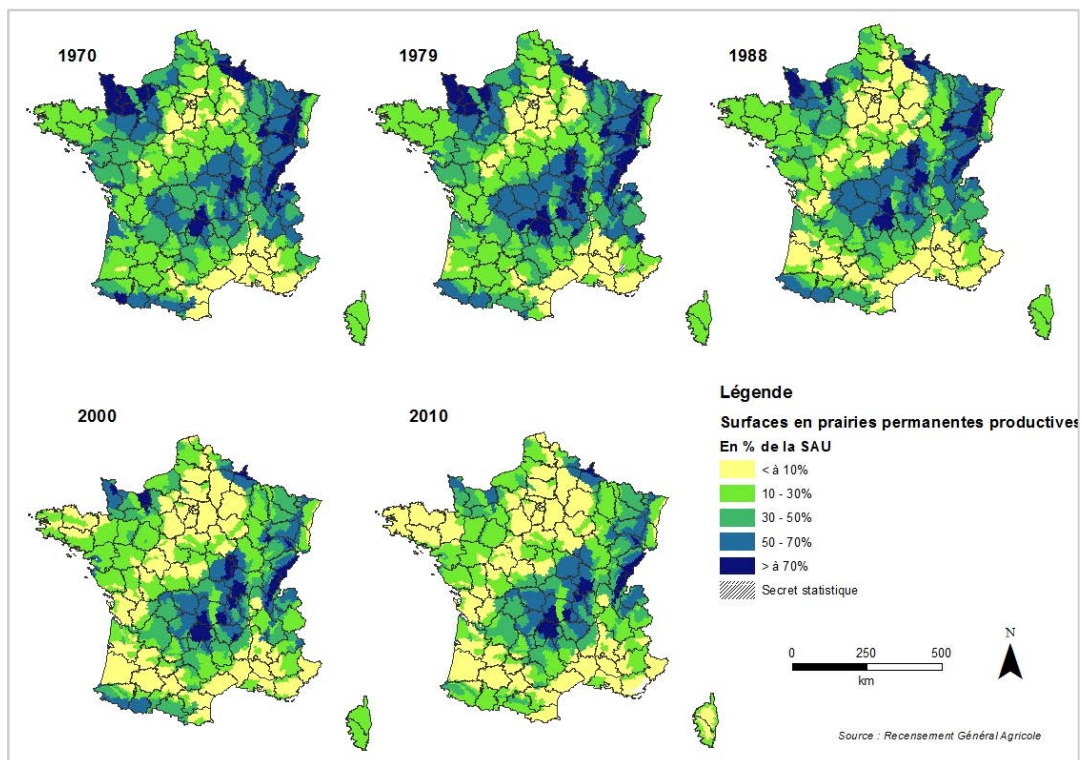 1970
1979
1988
2000
2010
Légende
Surfaces en prairies permanentes productives
En % de la SAU
< à 10%
10 - 30%
30 - 50%
50 - 70%
> à 70%
Secret statistique
N
0 250 500
km
Source : Recensement Général Agricole